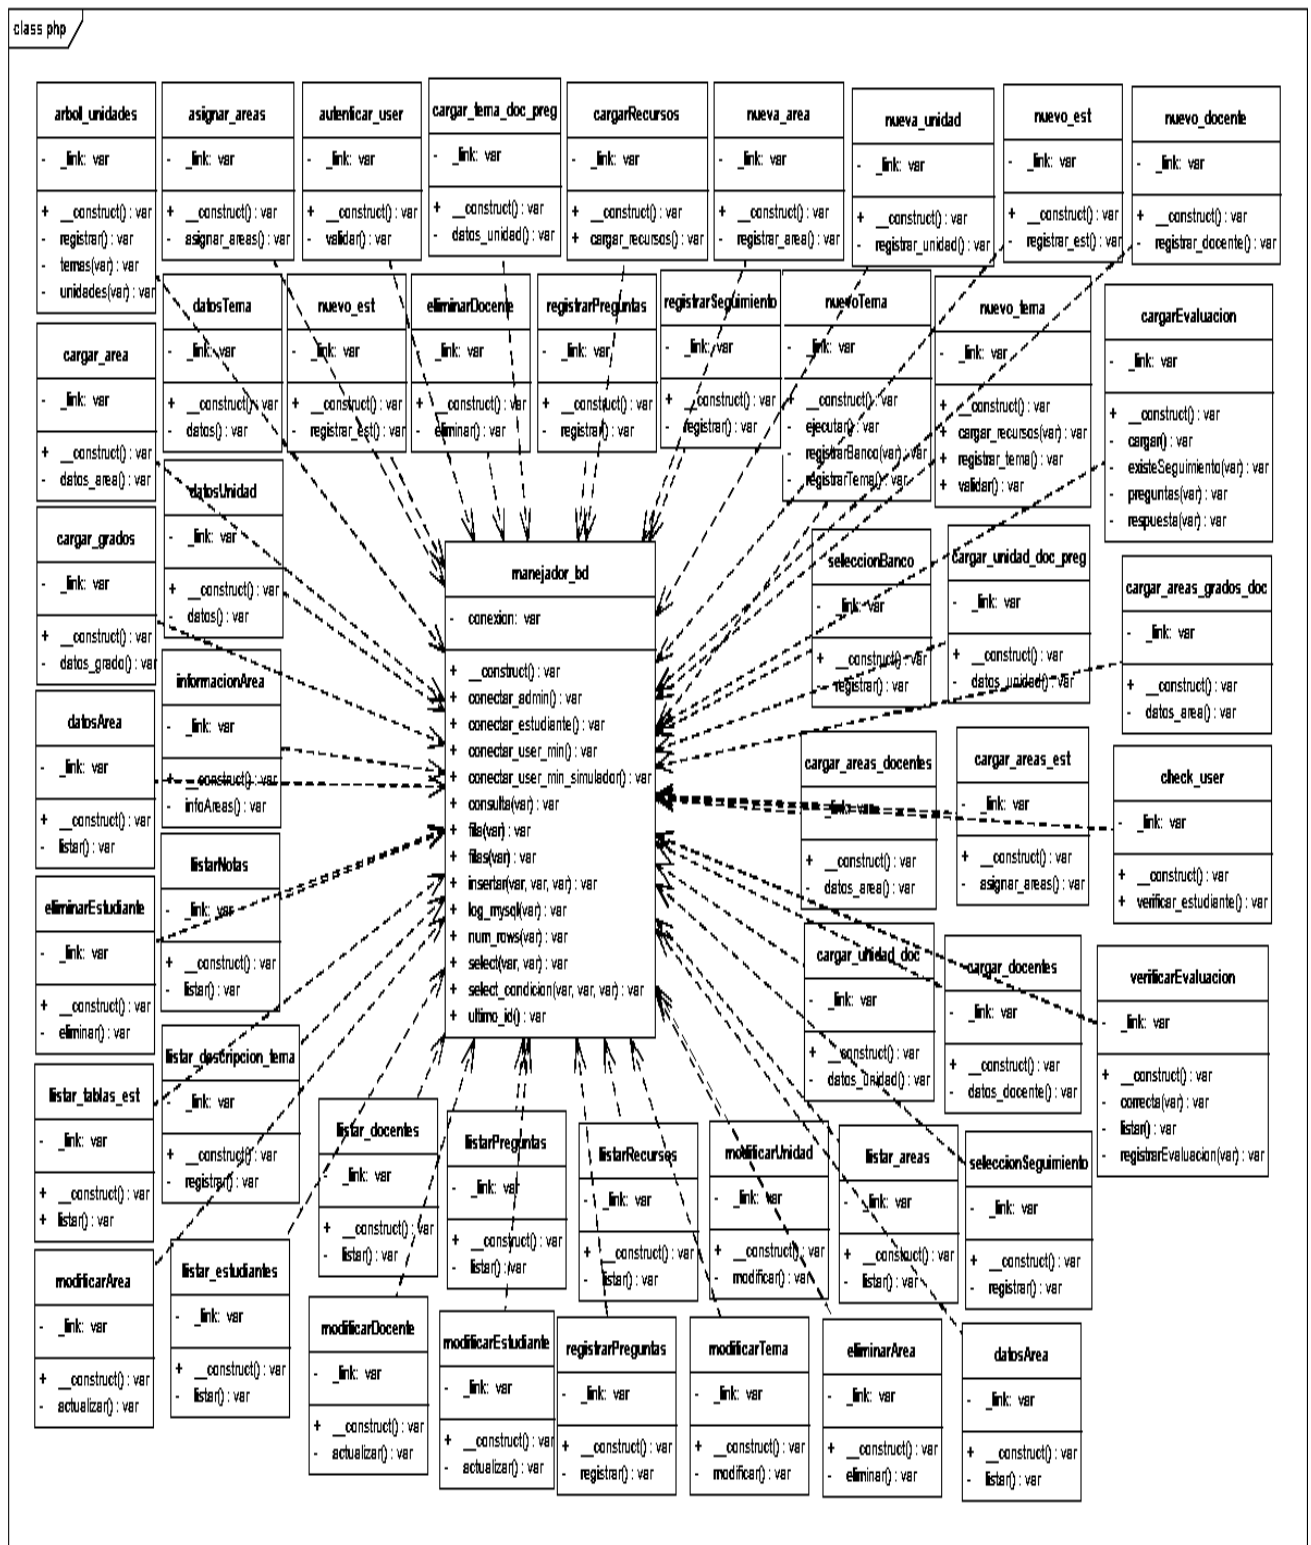 class php
arbol_unidades
- _link: var
+ __construct() : var
- registrar() : var
- temas(var) : var
- unidades(var) : var
asignar_areas
- _link: var
+ __construct() : var
- asignar_areas() : var
autenticar_user
- _link: var
+ __construct() : var
- validar() : var
cargar_tema_doc_preg
- _link: var
+ __construct() : var
- datos_unidad() : var
cargarRecursos
- _link: var
+ __construct() : var
+ cargar_recursos() : var
nueva_area
- _link: var
+ __construct() : var
- registrar_area() : var
nueva_unidad
- _link: var
+ __construct() : var
- registrar_unidad() : var
nuevo_est
- _link: var
+ __construct() : var
- registrar_est() : var
nuevo_docente
- _link: var
+ __construct() : var
- registrar_docente() : var
datosTema
- _link: var
+ __construct() : var
- datos() : var
nuevo_est
- _link: var
+ __construct() : var
- registrar_est() : var
eliminarDocente
- _link: var
+ __construct() : var
- eliminar() : var
registrarPreguntas
- _link: var
+ __construct() : var
- registrar() : var
registrarSeguimiento
- _link: var
+ __construct() : var
- registrar() : var
nuevoTema
- _link: var
+ __construct() : var
- ejecutar() : var
- registrarBanco(var) : var
- registrarTema() : var
nuevo_tema
- _link: var
+ __construct() : var
+ cargar_recursos(var) : var
+ registrar_tema() : var
+ validar() : var
cargarEvaluacion
- _link: var
+ __construct() : var
- cargar() : var
- existeSeguimiento(var) : var
- preguntas(var) : var
- respuesta(var) : var
cargar_area
- _link: var
+ __construct() : var
- datos_area() : var
datosUnidad
- _link: var
+ __construct() : var
- datos() : var
cargar_grados
- _link: var
+ __construct() : var
- datos_grado() : var
manejador_bd
- conexion: var
+ __construct() : var
+ conectar_admin() : var
+ conectar_estudiante() : var
+ conectar_user_min() : var
+ conectar_user_min_simulador() : var
+ consulta(var) : var
+ fila(var) : var
+ filas(var) : var
+ insertar(var, var, var) : var
+ log_mysql(var) : var
+ num_rows(var) : var
+ select(var, var) : var
+ select_condicion(var, var, var) : var
+ ultimo_id() : var
seleccionBanco
- _link: var
+ __construct() : var
- registrar() : var
cargar_unidad_doc_preg
- _link: var
+ __construct() : var
- datos_unidad() : var
cargar_areas_grados_doc
- _link: var
+ __construct() : var
- datos_area() : var
informacionArea
- _link: var
+ __construct() : var
- infoAreas() : var
datosArea
- _link: var
+ __construct() : var
- listar() : var
cargar_areas_docentes
- _link: var
+ __construct() : var
- datos_area() : var
cargar_areas_est
- _link: var
+ __construct() : var
- asignar_areas() : var
check_user
- _link: var
+ __construct() : var
+ verificar_estudiante() : var
listarNotas
- _link: var
+ __construct() : var
- listar() : var
eliminarEstudiante
- _link: var
+ __construct() : var
- eliminar() : var
cargar_unidad_doc
- _link: var
+ __construct() : var
- datos_unidad() : var
cargar_docentes
- _link: var
+ __construct() : var
- datos_docente() : var
verificarEvaluacion
- _link: var
+ __construct() : var
- correcta(var) : var
- listar() : var
- registrarEvaluacion(var) : var
listar_descripcion_tema
- _link: var
+ __construct() : var
- registrar() : var
listar_tablas_est
- _link: var
+ __construct() : var
+ listar() : var
listar_docentes
- _link: var
+ __construct() : var
- listar() : var
listarPreguntas
- _link: var
+ __construct() : var
- listar() : var
listarRecursos
- _link: var
+ __construct() : var
- listar() : var
modificarUnidad
- _link: var
+ __construct() : var
- modificar() : var
listar_areas
- _link: var
+ __construct() : var
- listar() : var
seleccionSeguimiento
- _link: var
+ __construct() : var
- registrar() : var
modificarArea
- _link: var
+ __construct() : var
- actualizar() : var
listar_estudiantes
- _link: var
+ __construct() : var
- listar() : var
modificarDocente
- _link: var
+ __construct() : var
- actualizar() : var
modificarEstudiante
- _link: var
+ __construct() : var
- actualizar() : var
registrarPreguntas
- _link: var
+ __construct() : var
- registrar() : var
modificarTema
- _link: var
+ __construct() : var
- modificar() : var
eliminarArea
- _link: var
+ __construct() : var
- eliminar() : var
datosArea
- _link: var
+ __construct() : var
- listar() : var